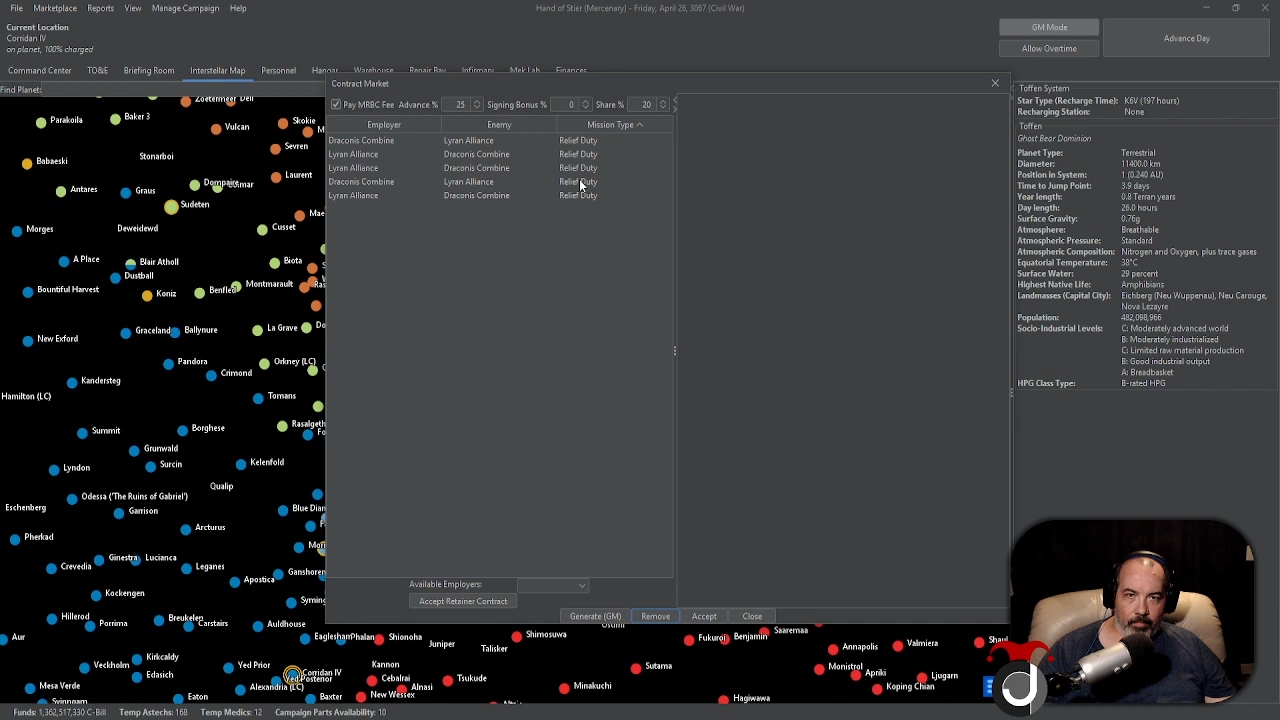 File Marketplace Reports View Manage Campaign Help
Hand of Stier (Mercenary) - Friday, April 26, 3067 (Civil War)
Current Location
Corridan IV
on planet, 100% charged
GM Mode
Allow Overtime
Advance Day
Command Center TO&E Briefing Room Interstellar Map Personnel Hangar Warehouse Repair Bay Infirmary Mek Lab Finances
Find Planet:
Contract Market
Pay MRBC Fee Advance % 25 Signing Bonus % 0 Share % 20
Employer Enemy Mission Type
Draconis Combine Lyran Alliance Relief Duty
Lyran Alliance Draconis Combine Relief Duty
Lyran Alliance Draconis Combine Relief Duty
Draconis Combine Lyran Alliance Relief Duty
Lyran Alliance Draconis Combine Relief Duty
Available Employers:
Accept Retainer Contract
Generate (GM) Remove Accept Close
Toffen System
Star Type (Recharge Time): K6V (197 hours)
Recharging Station: None
Toffen
Ghost Bear Dominion
Planet Type: Terrestrial
Diameter: 11400.0 km
Position in System: 1 (0.240 AU)
Time to Jump Point: 3.9 days
Year length: 0.8 Terran years
Day length: 26.0 hours
Surface Gravity: 0.76g
Atmosphere: Breathable
Atmospheric Pressure: Standard
Atmospheric Composition: Nitrogen and Oxygen, plus trace gases
Equatorial Temperature: 38°C
Surface Water: 29 percent
Highest Native Life: Amphibians
Landmasses (Capital City): Eichberg (Neu Wuppenau), Neu Carouge,
Nova Lezayre
Population: 482,098,966
Socio-Industrial Levels: C: Moderately advanced world
B: Moderately industrialized
C: Limited raw material production
B: Good industrial output
A: Breadbasket
HPG Class Type: B-rated HPG
Zoetermeer Dell
Parakoila
Baker 3
Skokie
Vulcan
Sevren
Stonarboi
Babaeski
Laurent
Dompaire
Antares
Graus
Sudeten
Cusset
Morges
Deweidewd
Biota
A Place
Blair Atholl
Dustball
Montmarault
Bountiful Harvest
Koniz
Benfled
Graceland
Ballynure
La Grave
New Exford
Pandora
Orkney (LC)
Crimond
Kandersteg
Hamilton (LC)
Tomans
Summit
Borghese
Rasalgeth
Grunwald
Surcin
Kelenfold
Lyndon
Qualip
Odessa ('The Ruins of Gabriel')
Eschenberg
Garrison
Blue Dian
Arcturus
Pherkad
Ginestra
Lucianca
Crevedia
Leganes
Ganshoren
Apostica
Kockengen
Syming
Hillerod
Porrima
Breukelen
Carstairs
Auldhouse
Aur
Eagleshan
Phalan
Shionoha
Juniper
Talisker
Shimosuwa
Fukuroi
Benjamin
Saaremaa
Annapolis
Valmiera
Veckholm
Kirkcaldy
Edasich
Yed Prior
Kannon
Cebalrai
Tsukude
Sutama
Monistrol
Apriki
Ljugarn
Mesa Verde
Corridan IV
Yed Posterior
Alexandria (LC)
Alnasi
New Wessex
Minakuchi
Koping Chian
Svinngarn
Eaton
Baxter
Hagiwawa
Funds: 1,362,517,330 C-Bill Temp Astechs: 168 Temp Medics: 12 Campaign Parts Availability: 10